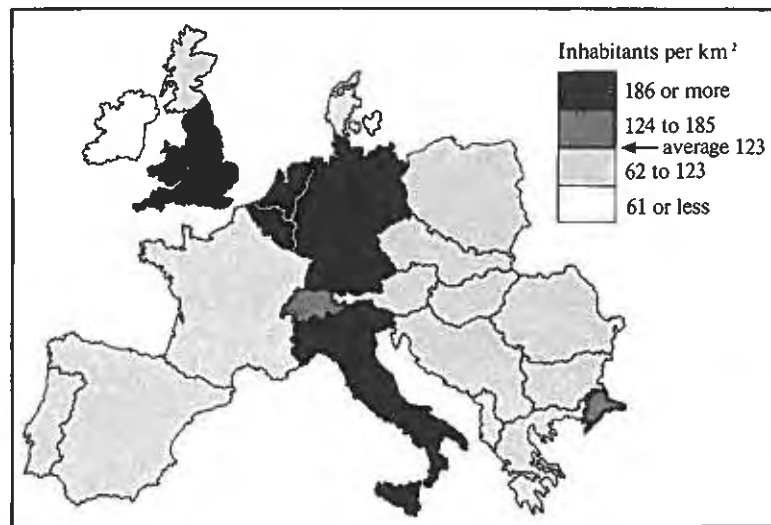 Inhabitants per km²
186 or more
124 to 185
average 123
62 to 123
61 or less